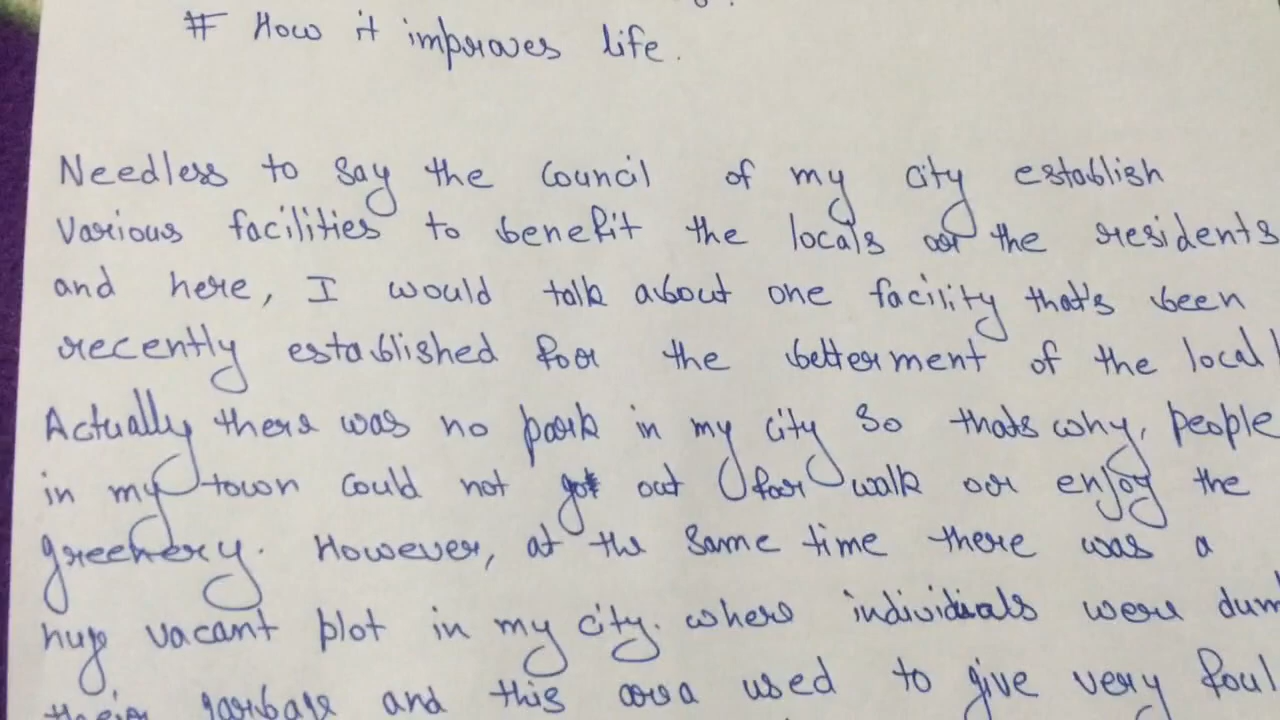 # How it improves life.
Needless to say the Council of my city establish
Various facilities to benefit the locals or the residents
and here, I would talk about one facility that's been
recently established for the betterment of the local
Actually there was no park in my city So thats why, people
in my town could not got out for walk or enjoy the
greenery. However, at the same time there was a
huge vacant plot in my city. where individials were dum
their garbage and this area used to give very foul